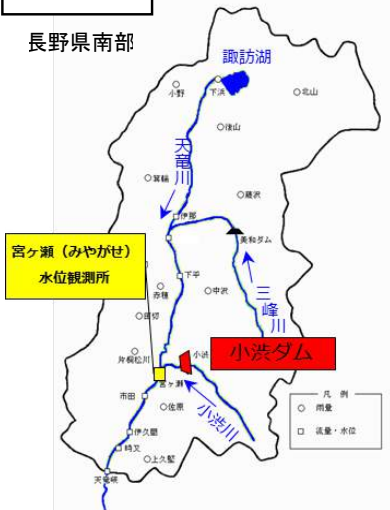 長野県南部
諏訪湖
小野
下浜
北山
後山
天竜川
箕輪
藤沢
伊那
美和ダム
宮ヶ瀬（みやがせ）
水位観測所
下平
三峰川
赤穂
中沢
田切
小渋ダム
片桐松川
小渋
宮ヶ瀬
小渋川
市田
佐原
凡 例
雨量
流量・水位
伊久間
時又
上久堅
天竜峡